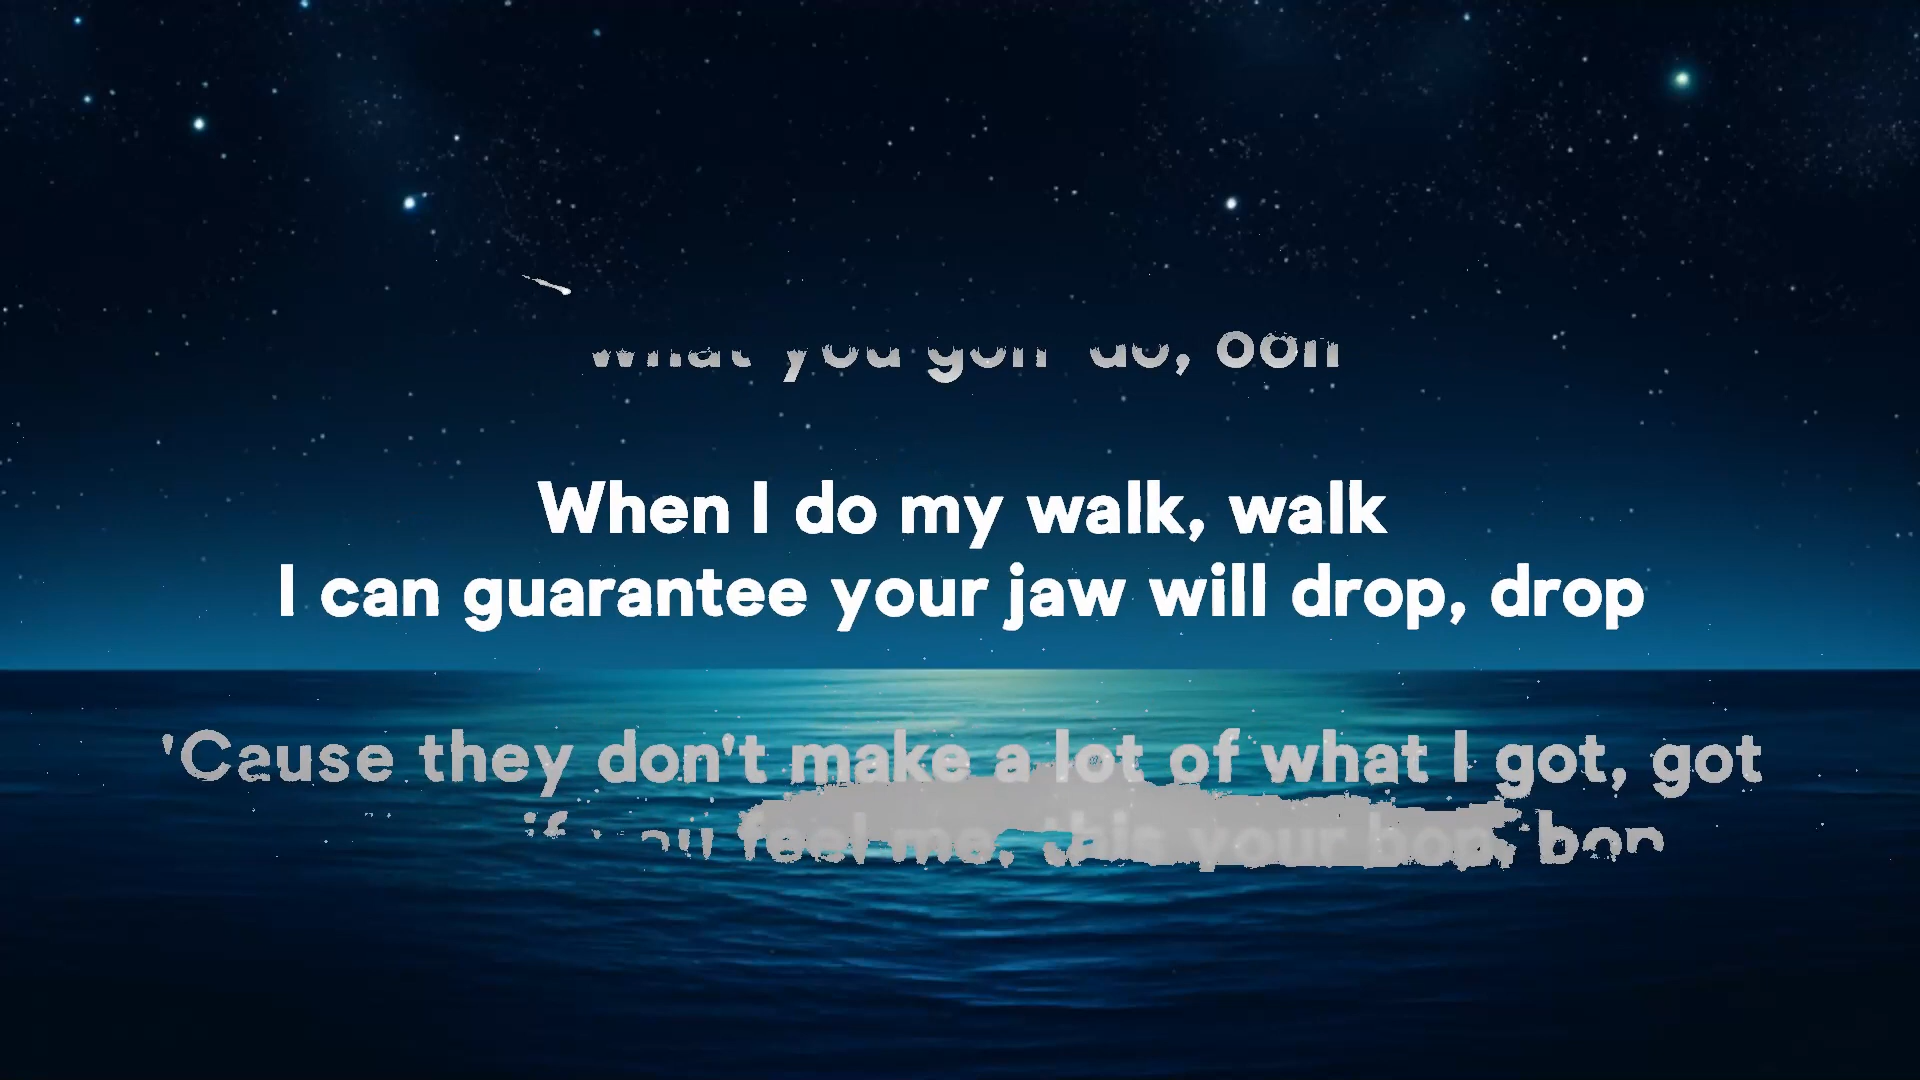 What you gon' do, ooh
When I do my walk, walk
I can guarantee your jaw will drop, drop
'Cause they don't make a lot of what I got, got
if you feel me, this your bop, bop